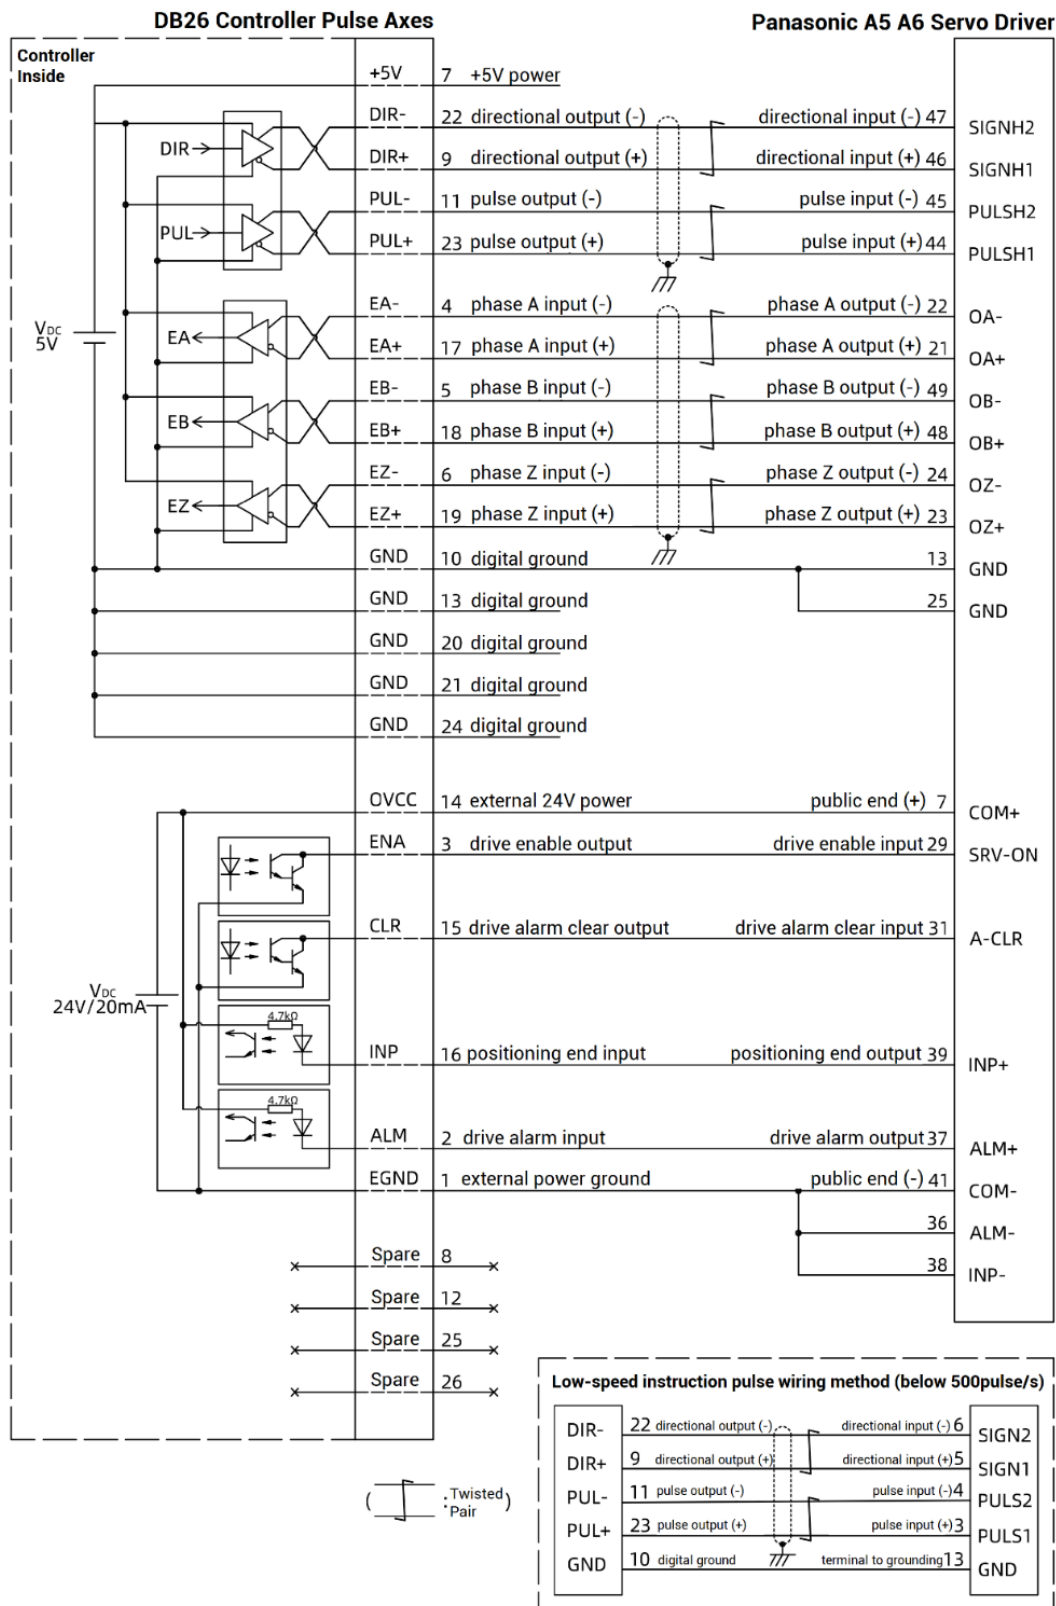 DB26 Controller Pulse Axes
Panasonic A5 A6 Servo Driver
Controller
Inside
+5V 7 +5V power
DIR- 22 directional output (-) directional input (-) 47 SIGNH2
DIR
DIR+ 9 directional output (+) directional input (+) 46 SIGNH1
PUL- 11 pulse output (-) pulse input (-) 45 PULSH2
PUL
PUL+ 23 pulse output (+) pulse input (+) 44 PULSH1
EA- 4 phase A input (-) phase A output (-) 22 OA-
VDC
5V
EA
EA+ 17 phase A input (+) phase A output (+) 21 OA+
EB- 5 phase B input (-) phase B output (-) 49 OB-
EB
EB+ 18 phase B input (+) phase B output (+) 48 OB+
EZ- 6 phase Z input (-) phase Z output (-) 24 OZ-
EZ
EZ+ 19 phase Z input (+) phase Z output (+) 23 OZ+
GND 10 digital ground 13 GND
GND 13 digital ground 25 GND
GND 20 digital ground
GND 21 digital ground
GND 24 digital ground
OVCC 14 external 24V power public end (+) 7 COM+
ENA 3 drive enable output drive enable input 29 SRV-ON
CLR 15 drive alarm clear output drive alarm clear input 31 A-CLR
VDC
24V/20mA
4.7kΩ
INP 16 positioning end input positioning end output 39 INP+
4.7kΩ
ALM 2 drive alarm input drive alarm output 37 ALM+
EGND 1 external power ground public end (-) 41 COM-
36 ALM-
Spare 8
38 INP-
Spare 12
Spare 25
Spare 26
Low-speed instruction pulse wiring method (below 500pulse/s)
DIR- 22 directional output (-) directional input (-) 6 SIGN2
DIR+ 9 directional output (+) directional input (+) 5 SIGN1
PUL- 11 pulse output (-) pulse input (-) 4 PULS2
PUL+ 23 pulse output (+) pulse input (+) 3 PULS1
GND 10 digital ground terminal to grounding 13 GND
( : Twisted
Pair )